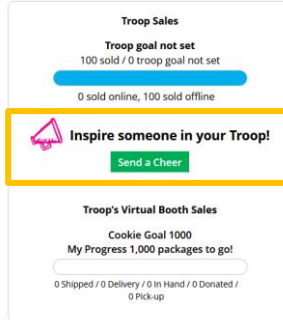 Troop Sales
Troop goal not set
100 sold / 0 troop goal not set
0 sold online, 100 sold offline
Inspire someone in your Troop!
Send a Cheer
Troop's Virtual Booth Sales
Cookie Goal 1000
My Progress 1,000 packages to go!
0 Shipped / 0 Delivery / 0 In Hand / 0 Donated /
0 Pick-up